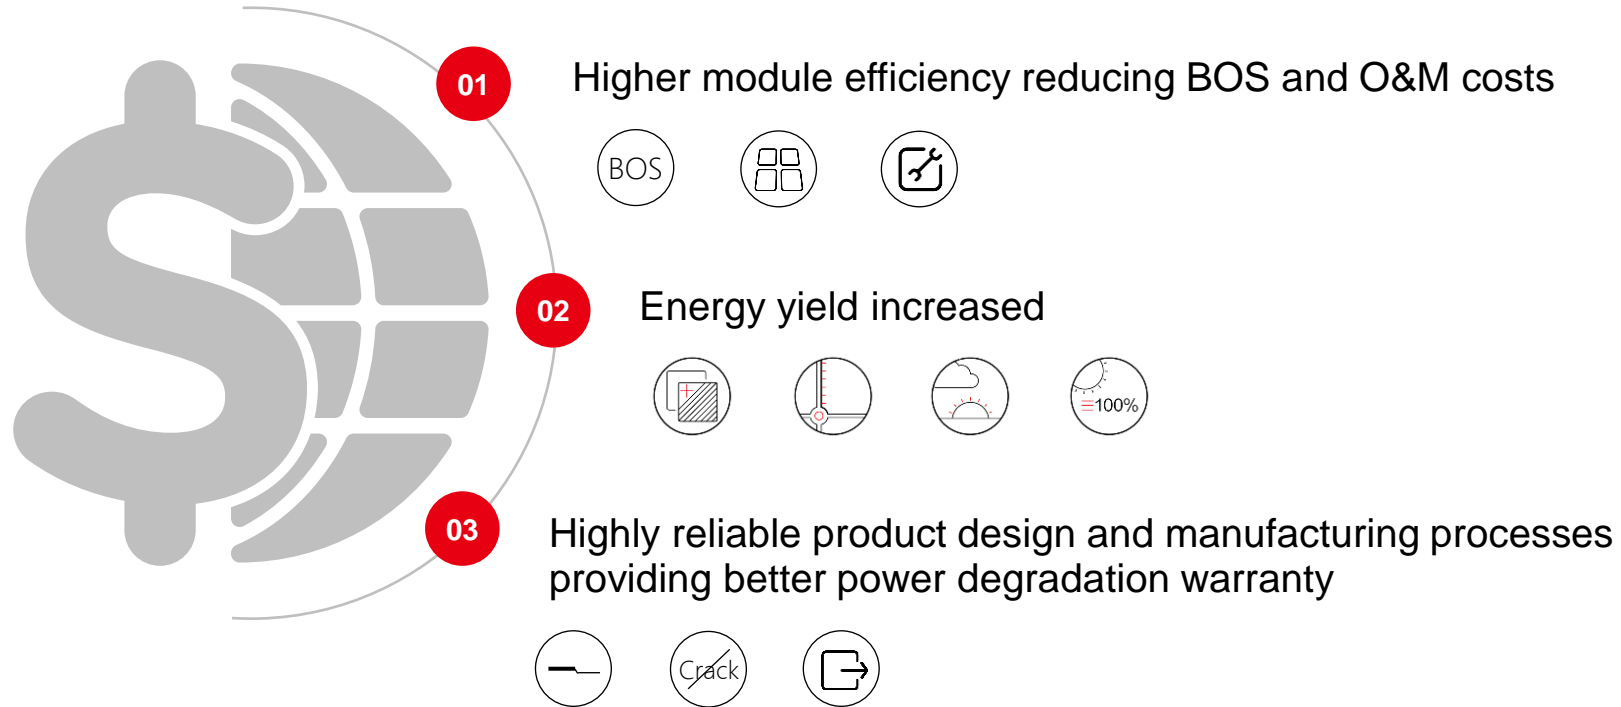 01
Higher module efficiency reducing BOS and O&M costs
BOS
02
Energy yield increased
100%
03
Highly reliable product design and manufacturing processes
providing better power degradation warranty
Crack